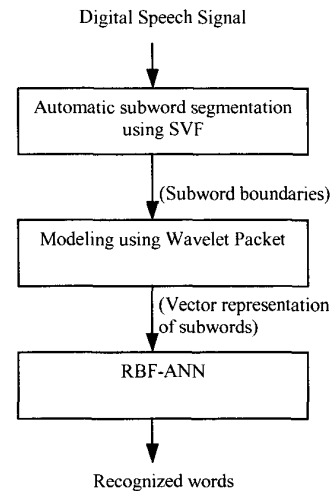 Digital Speech Signal
Automatic subword segmentation
using SVF
(Subword boundaries)
Modeling using Wavelet Packet
(Vector representation
of subwords)
RBF-ANN
Recognized words